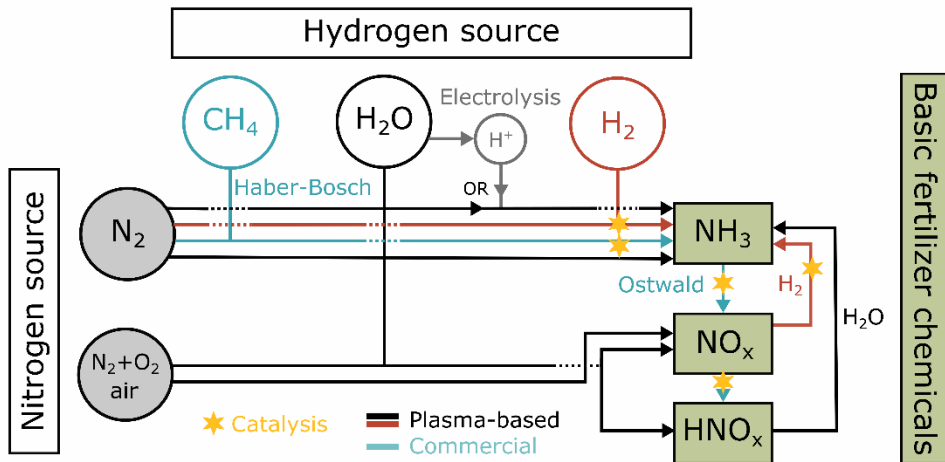 Hydrogen source
CH₄
H₂O
Electrolysis
H⁺
H₂
Haber-Bosch
OR
Nitrogen source
N₂
NH₃
Ostwald
H₂
H₂O
N₂+O₂
air
NOₓ
HNOₓ
Catalysis
Plasma-based
Commercial
Basic fertilizer chemicals